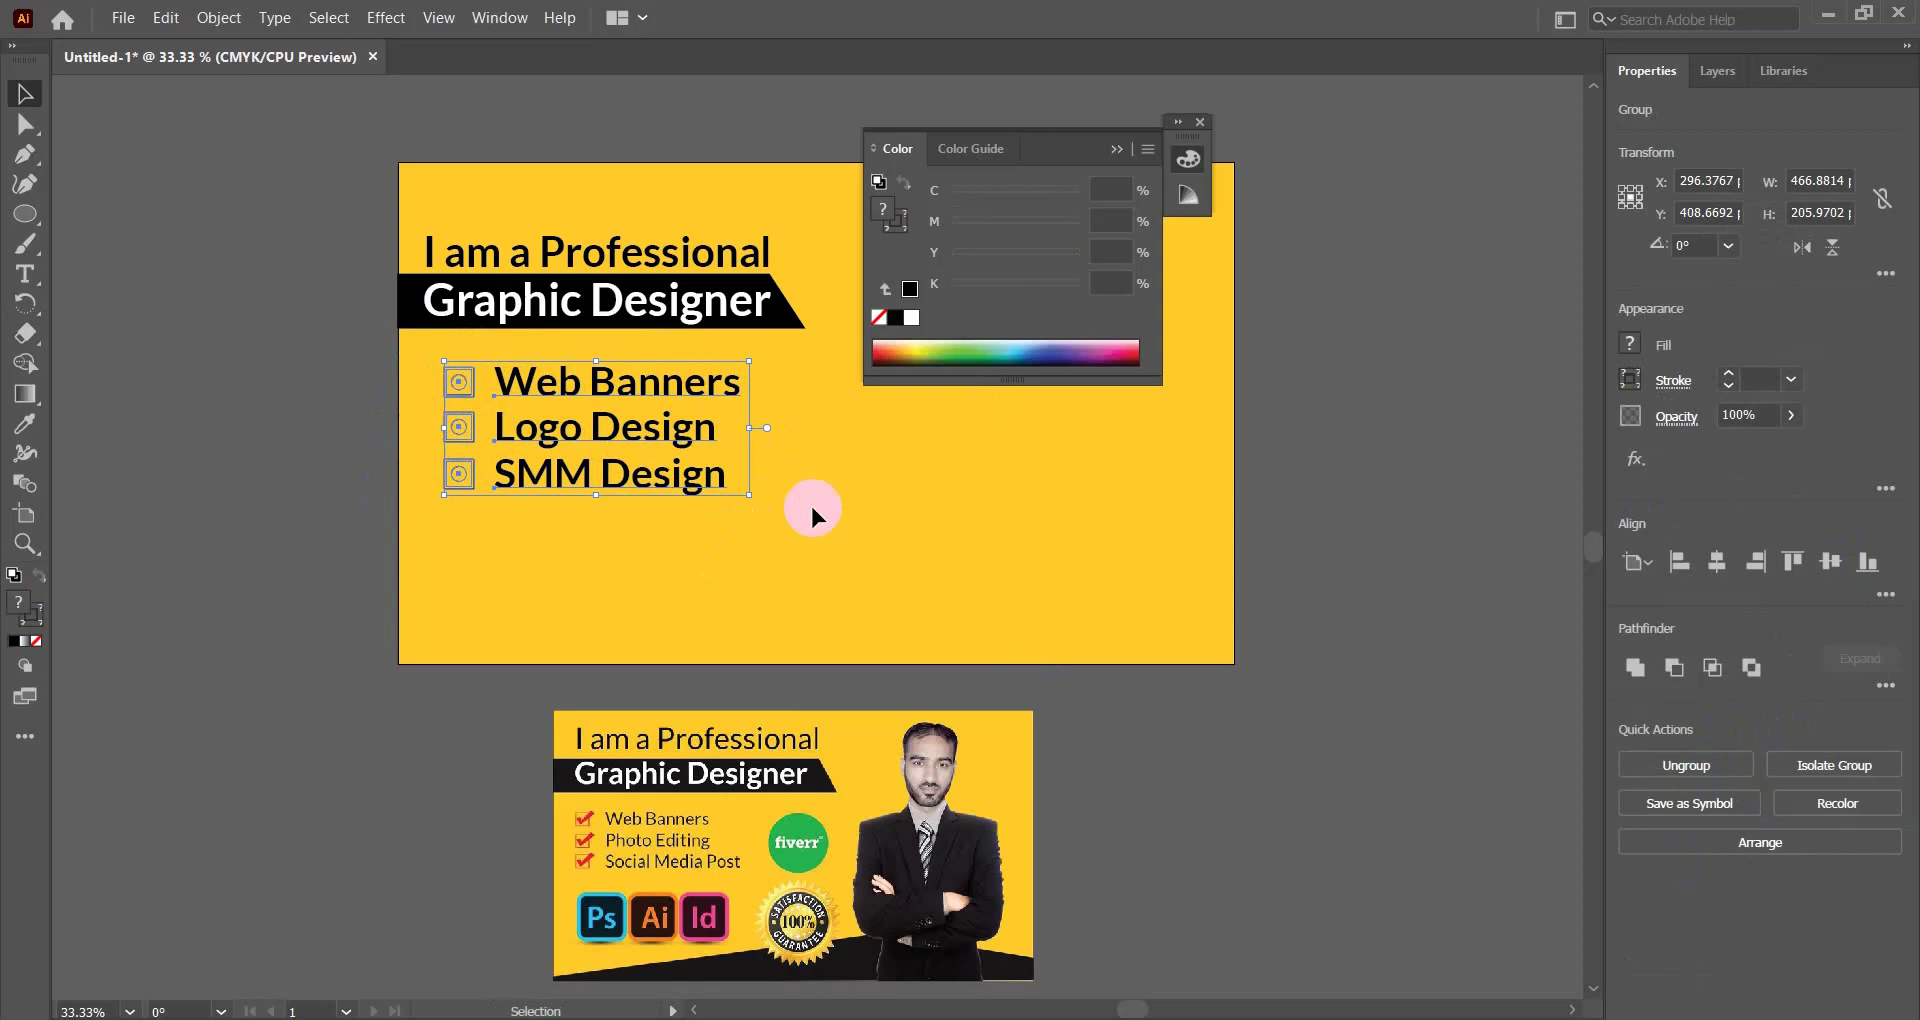 Ai File Edit Object Type Select Effect View Window Help Search Adobe Help
Untitled-1* @ 33.33 % (CMYK/CPU Preview)
Properties Layers Libraries
Group
Transform
X: 296.3767 p W: 466.8814 p
Y: 408.6692 p H: 205.9702 p
0°
Appearance
? Fill
Stroke
Opacity 100%
fx.
Align
Pathfinder
Expand
Quick Actions
Ungroup Isolate Group
Save as Symbol Recolor
Arrange
Color Color Guide
C %
? M %
Y %
K %
I am a Professional
Graphic Designer
Web Banners
Logo Design
SMM Design
I am a Professional
Graphic Designer
Web Banners
Photo Editing
Social Media Post
fiverr
Ps Ai Id
SATISFACTION
100%
GUARANTEE
?
33.33% 0° 1 Selection